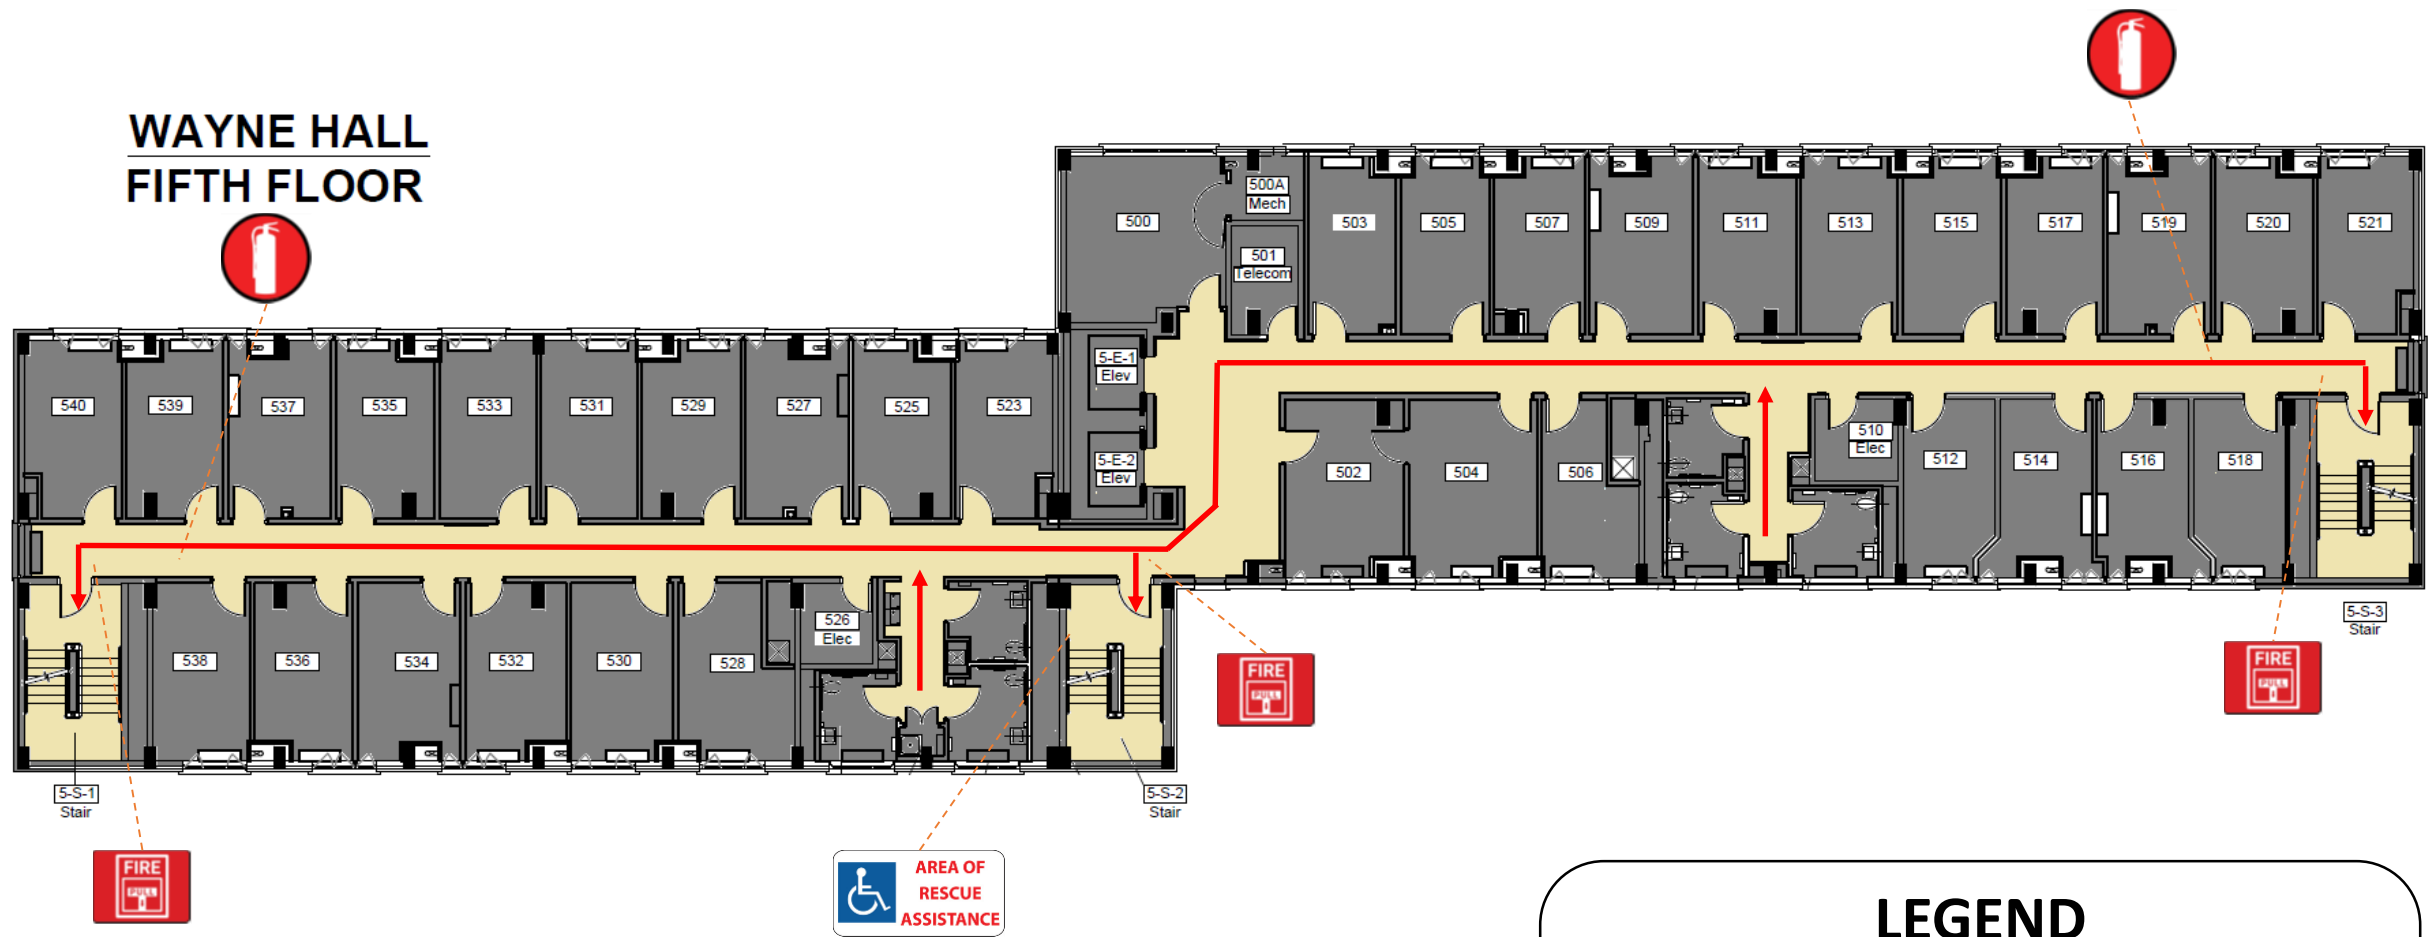 WAYNE HALL
FIFTH FLOOR
500
500A
Mech
501
Telecom
503
505
507
509
511
513
515
517
519
520
521
5-E-1
Elev
5-E-2
Elev
540
539
537
535
533
531
529
527
525
523
502
504
506
510
Elec
512
514
516
518
538
536
534
532
530
528
526
Elec
5-S-3
Stair
5-S-1
Stair
5-S-2
Stair
FIRE
PULL
FIRE
PULL
FIRE
PULL
AREA OF
RESCUE
ASSISTANCE
LEGEND